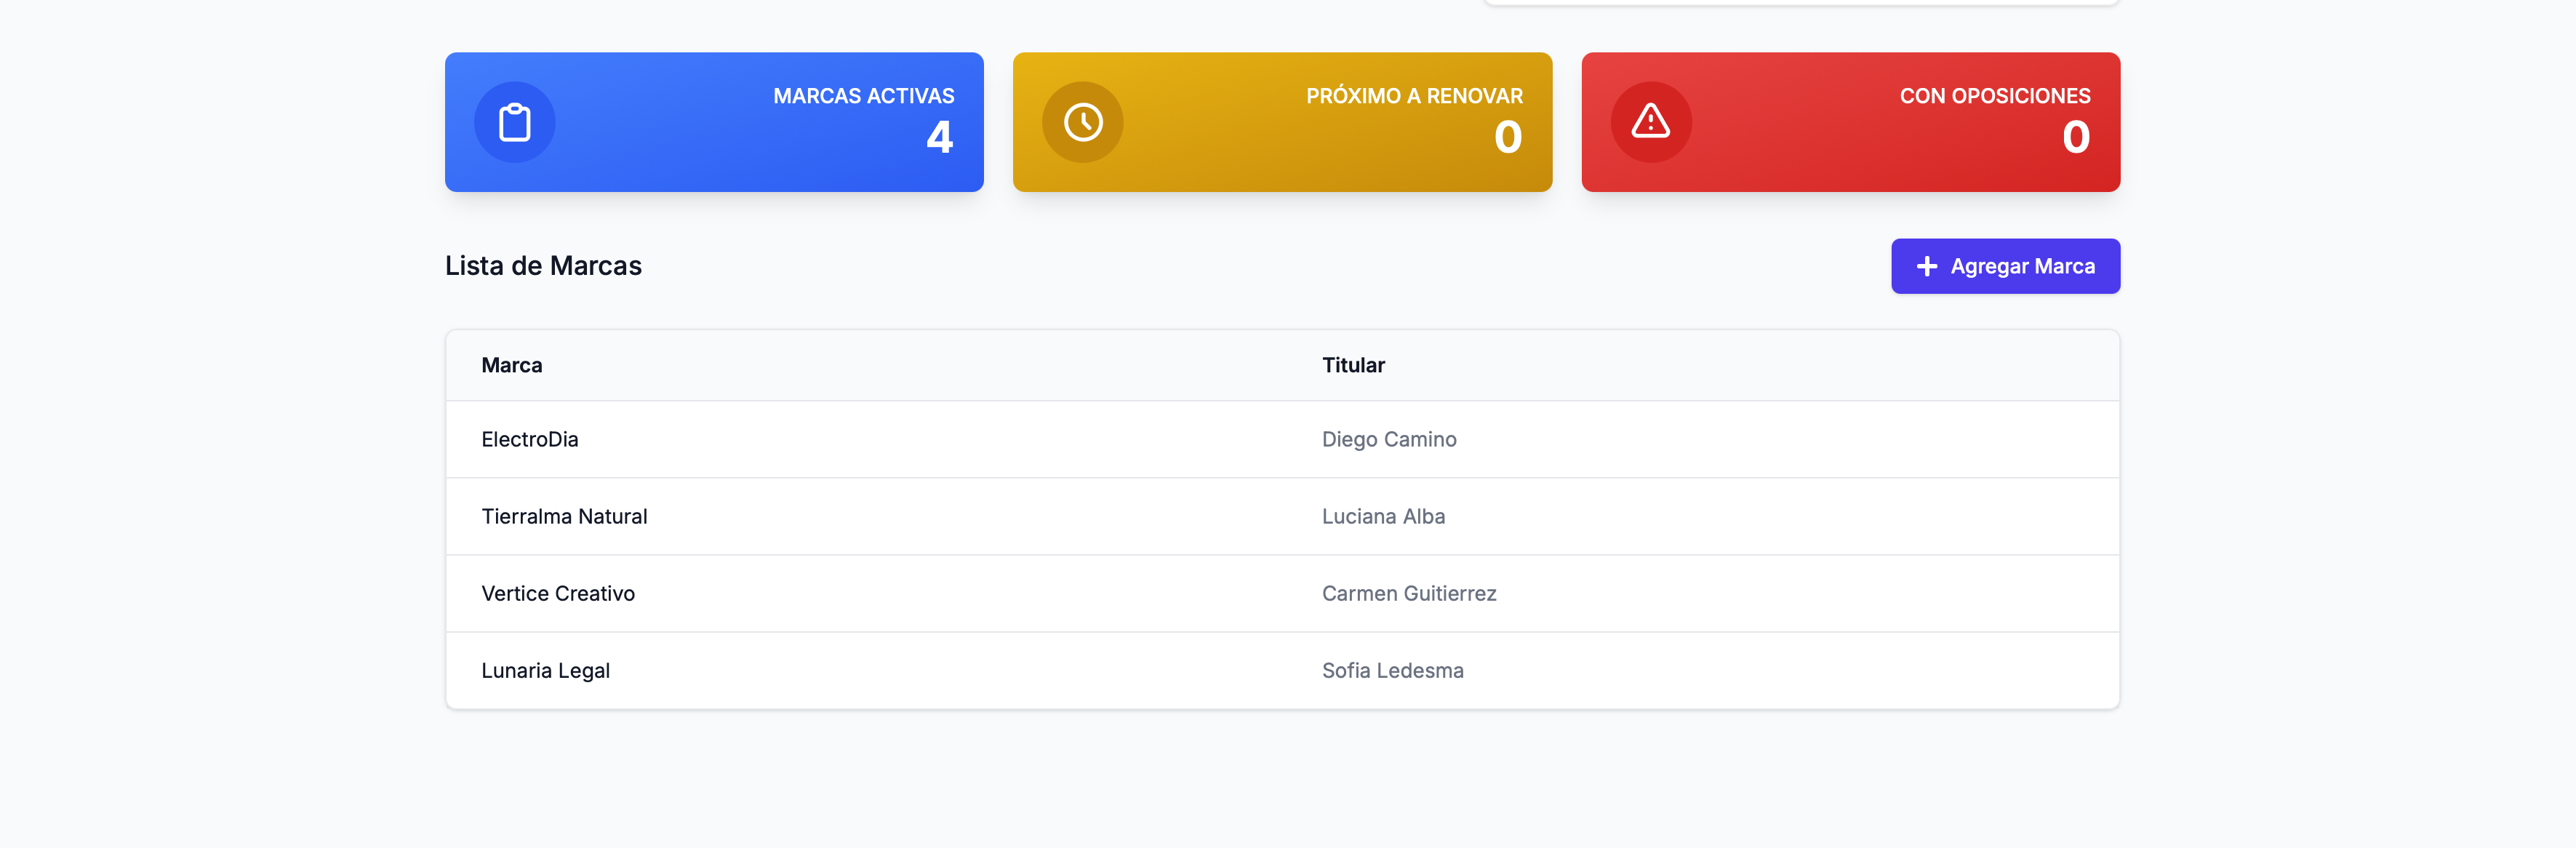 MARCAS ACTIVAS
4
PRÓXIMO A RENOVAR
0
CON OPOSICIONES
0
Lista de Marcas
Agregar Marca
Marca Titular
ElectroDia Diego Camino
Tierralma Natural Luciana Alba
Vertice Creativo Carmen Guitierrez
Lunaria Legal Sofia Ledesma